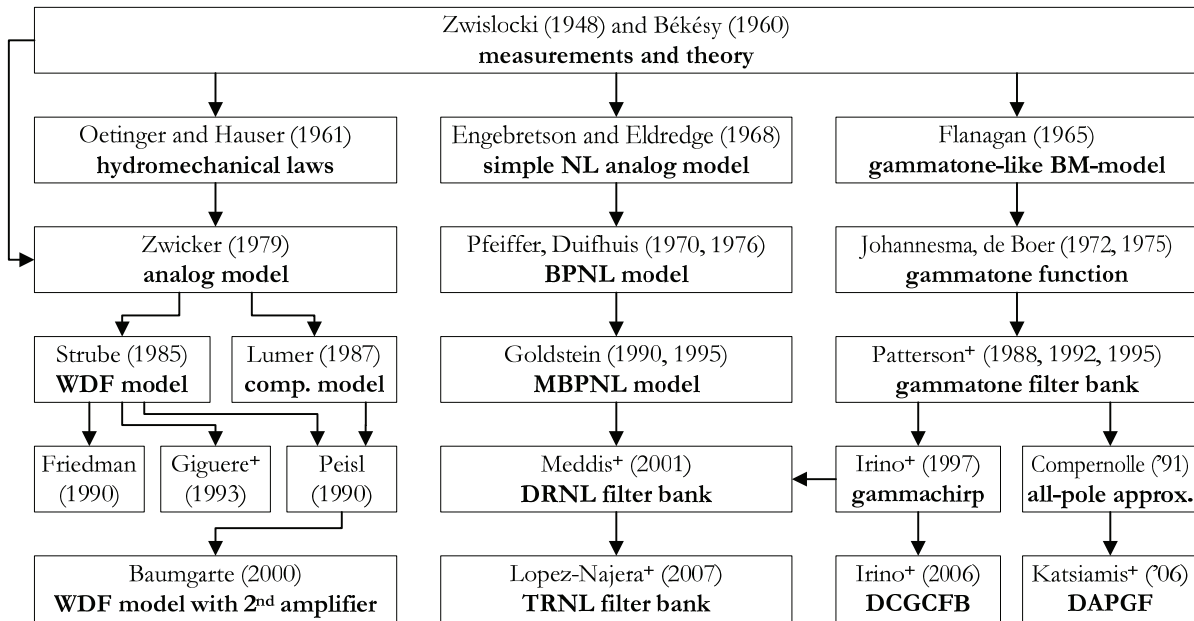 Zwislocki (1948) and Békésy (1960)
measurements and theory
Oetinger and Hauser (1961)
hydromechanical laws
Engebretson and Eldredge (1968)
simple NL analog model
Flanagan (1965)
gammatone-like BM-model
Zwicker (1979)
analog model
Pfeiffer, Duifhuis (1970, 1976)
BPNL model
Johannesma, de Boer (1972, 1975)
gammatone function
Strube (1985)
WDF model
Lumer (1987)
comp. model
Goldstein (1990, 1995)
MBPNL model
Patterson⁺ (1988, 1992, 1995)
gammatone filter bank
Friedman
(1990)
Giguere⁺
(1993)
Peisl
(1990)
Meddis⁺ (2001)
DRNL filter bank
Irino⁺ (1997)
gammachirp
Compernolle ('91)
all-pole approx.
Baumgarte (2000)
WDF model with 2ⁿᵈ amplifier
Lopez-Najera⁺ (2007)
TRNL filter bank
Irino⁺ (2006)
DCGCFB
Katsiamis⁺ ('06)
DAPGF